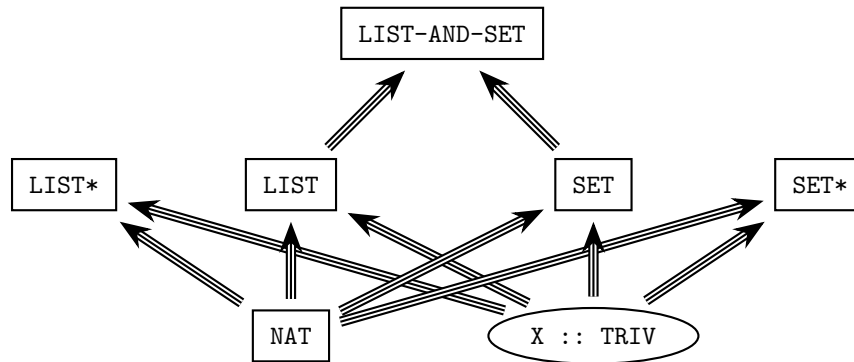 LIST-AND-SET
LIST*
LIST
SET
SET*
NAT
X :: TRIV